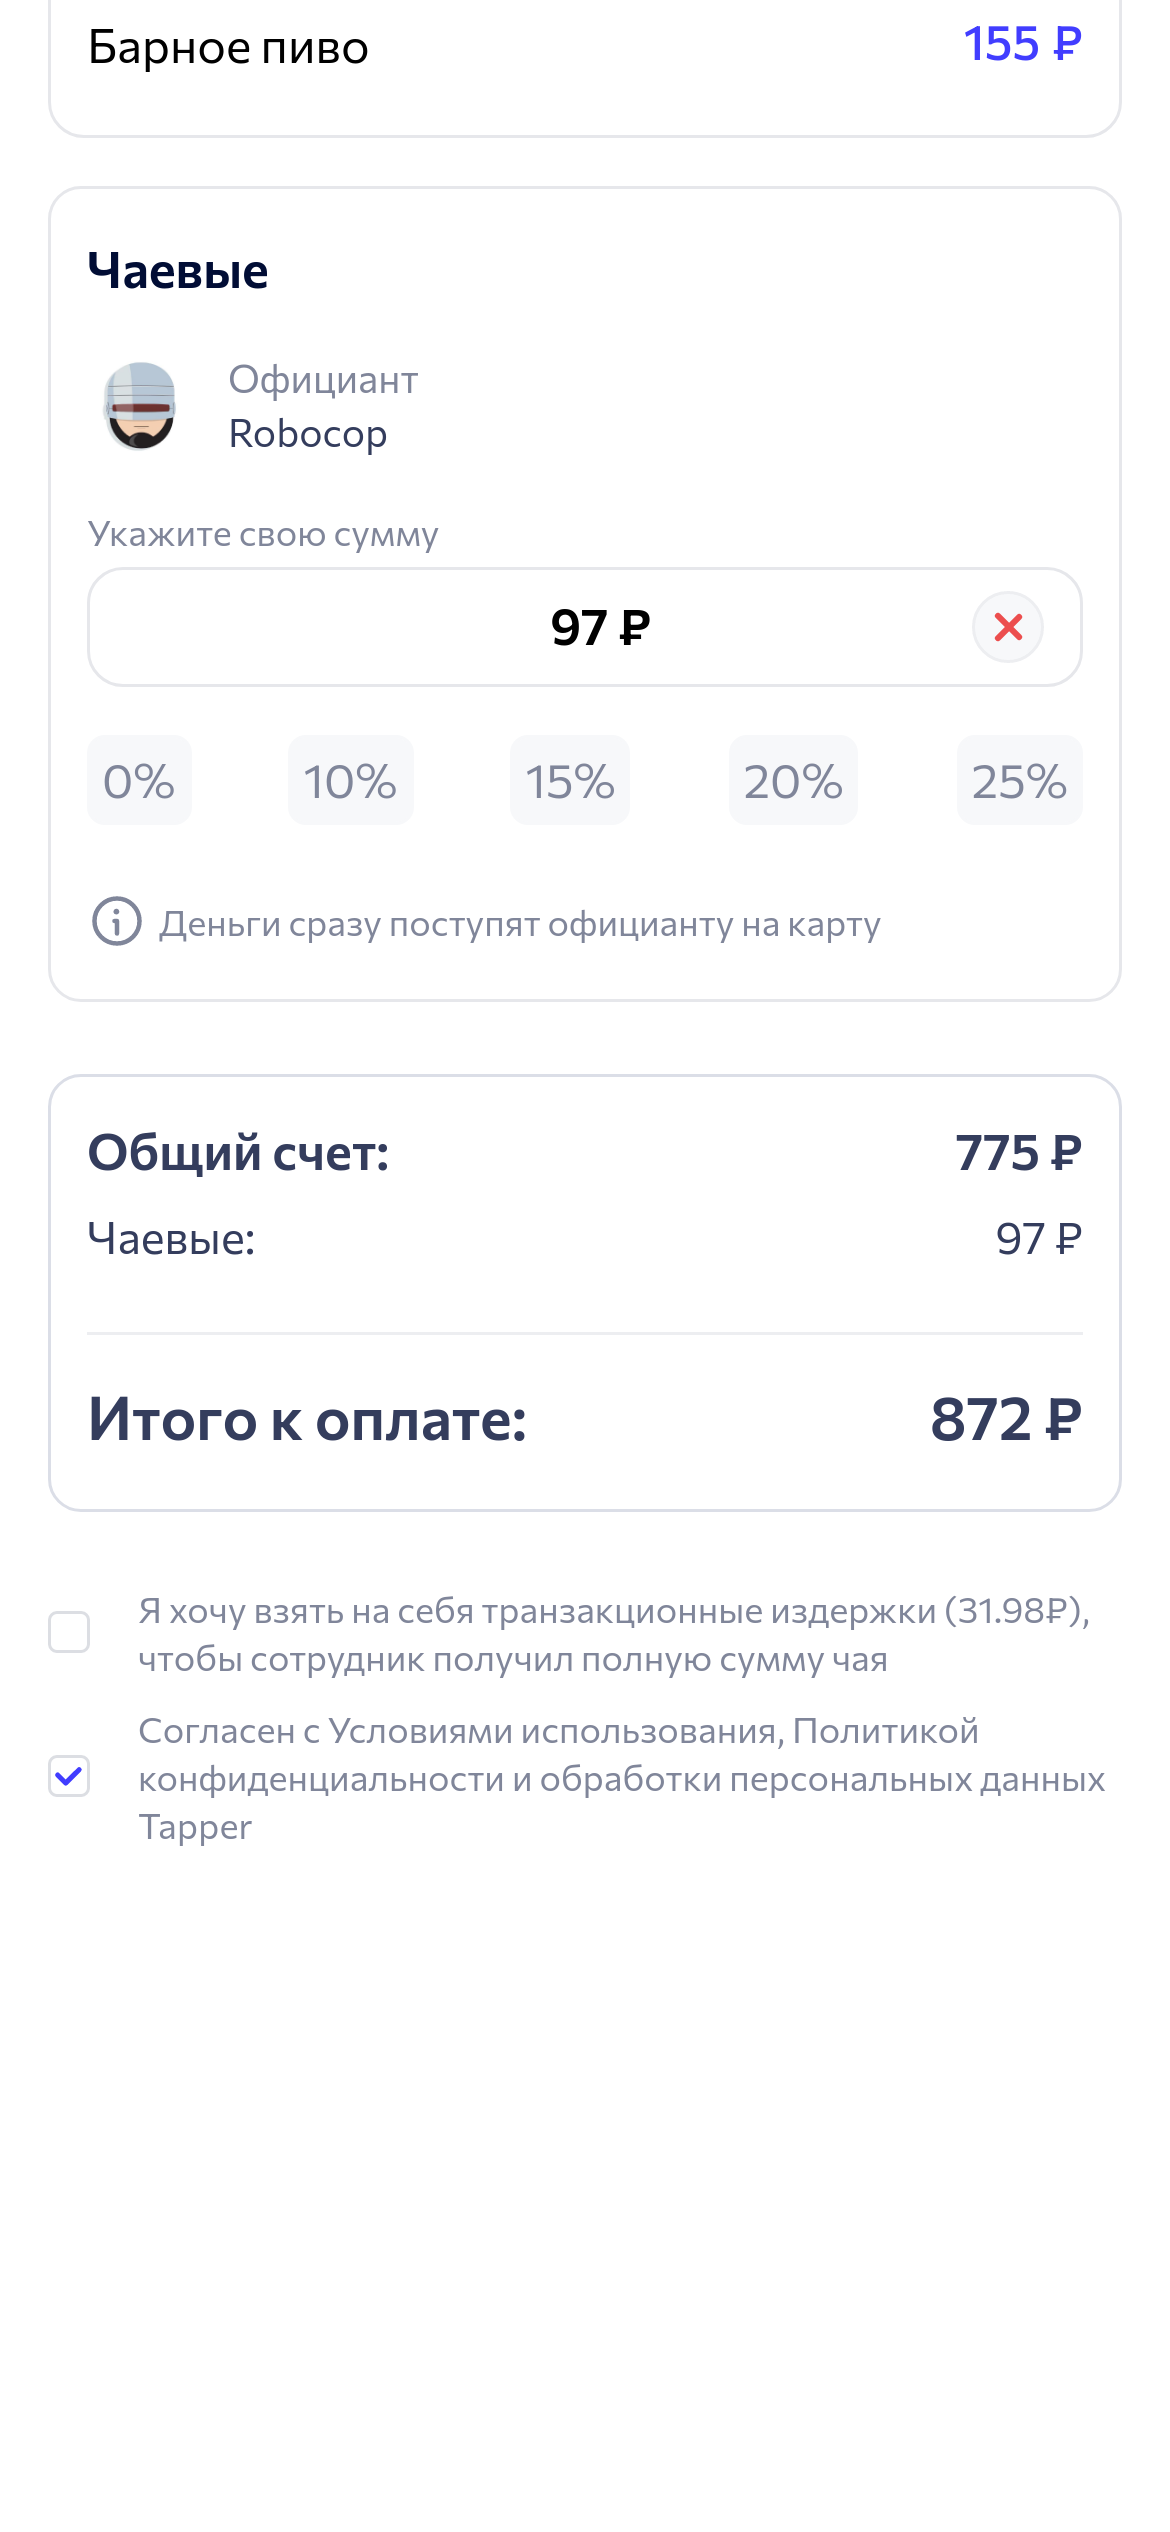 Барное пиво 155 ₽
Чаевые
Официант
Robocop
Укажите свою сумму
97 ₽
0% 10% 15% 20% 25%
Деньги сразу поступят официанту на карту
Общий счет: 775 ₽
Чаевые: 97 ₽
Итого к оплате: 872 ₽
Я хочу взять на себя транзакционные издержки (31.98₽),
чтобы сотрудник получил полную сумму чая
Согласен с Условиями использования, Политикой
конфиденциальности и обработки персональных данных
Tapper